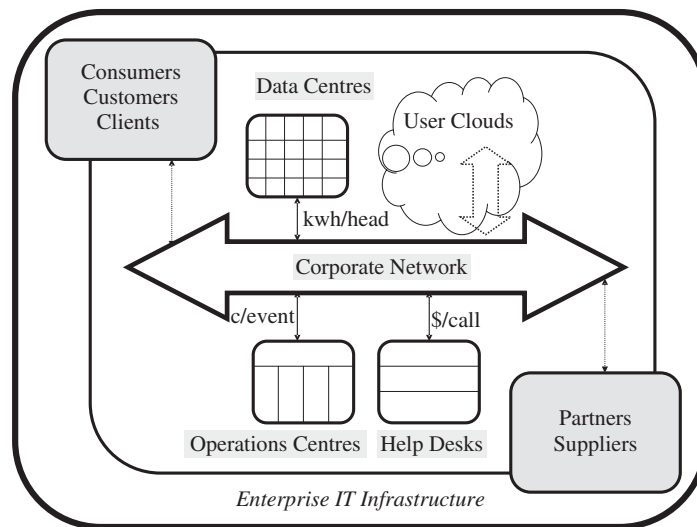 Consumers
Customers
Clients
Data Centres
User Clouds
kwh/head
Corporate Network
c/event
$/call
Operations Centres
Help Desks
Partners
Suppliers
Enterprise IT Infrastructure